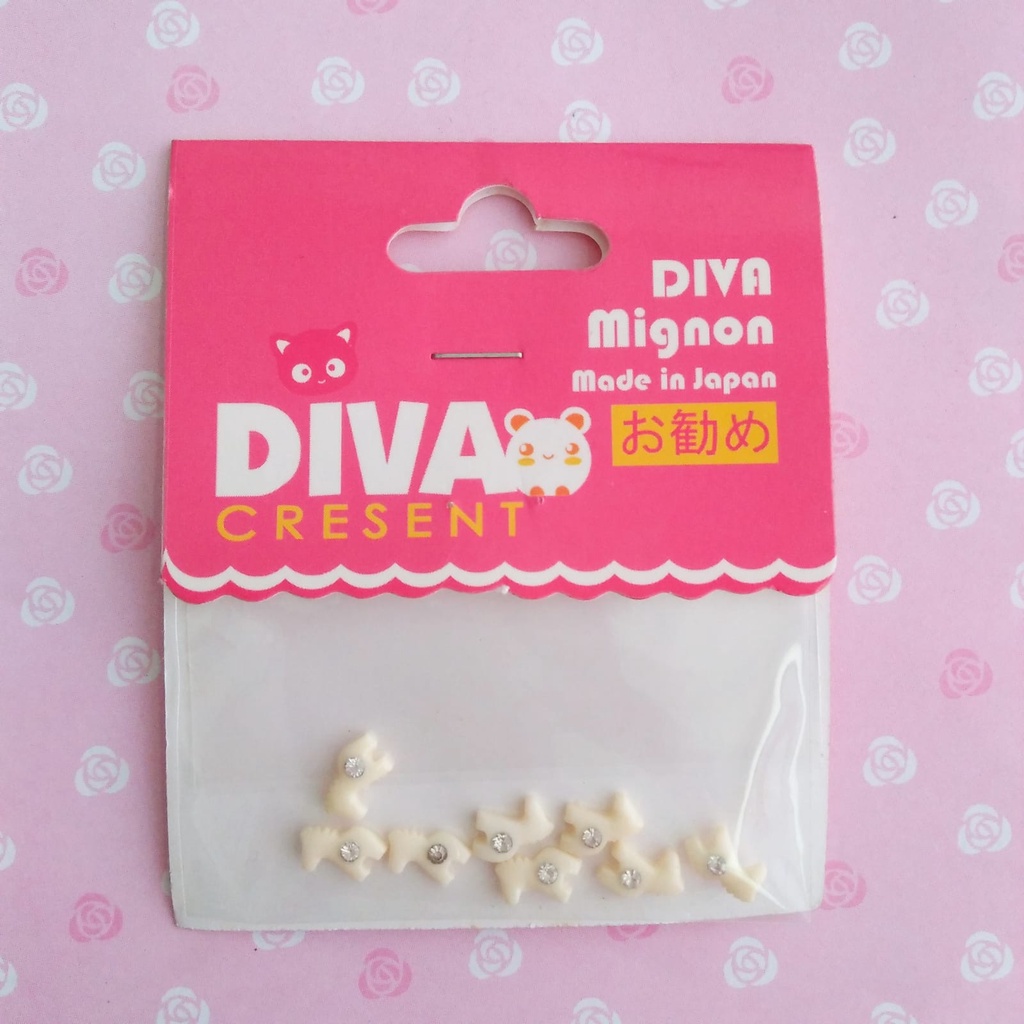 DIVA
Mignon
Made in Japan
お勧め
DIVA
CRESENT